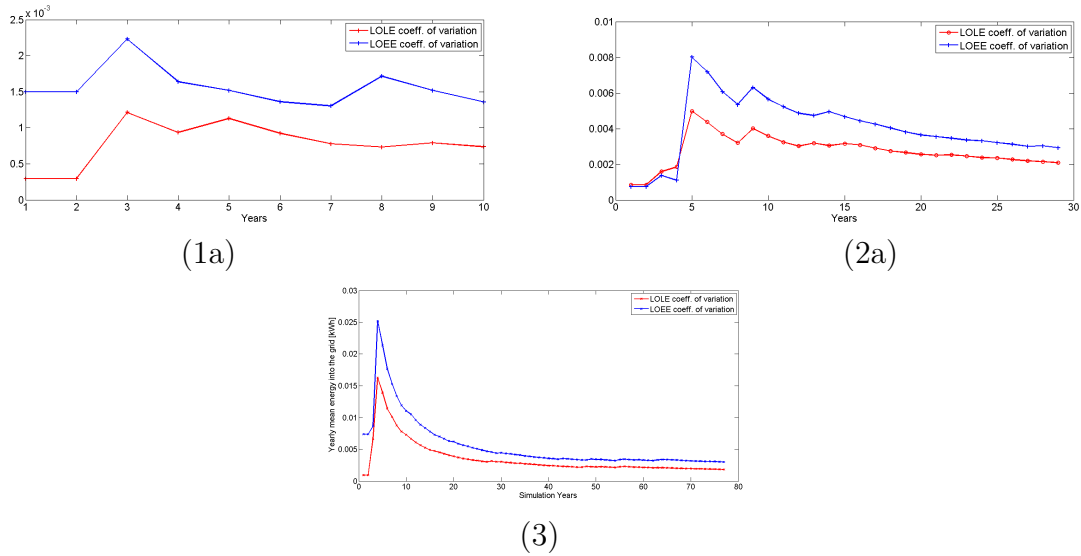 2.5 x 10^-3
2
1.5
1
0.5
0
1 2 3 4 5 6 7 8 9 10
Years
LOLE coeff. of variation
LOEE coeff. of variation
(1a)
0.01
0.008
0.006
0.004
0.002
0
0 5 10 15 20 25 30
Years
LOLE coeff. of variation
LOEE coeff. of variation
(2a)
0.03
0.025
0.02
0.015
0.01
0.005
0
0 10 20 30 40 50 60 70 80
Yearly mean energy into the grid [kWh]
Simulation Years
LOLE coeff. of variation
LOEE coeff. of variation
(3)